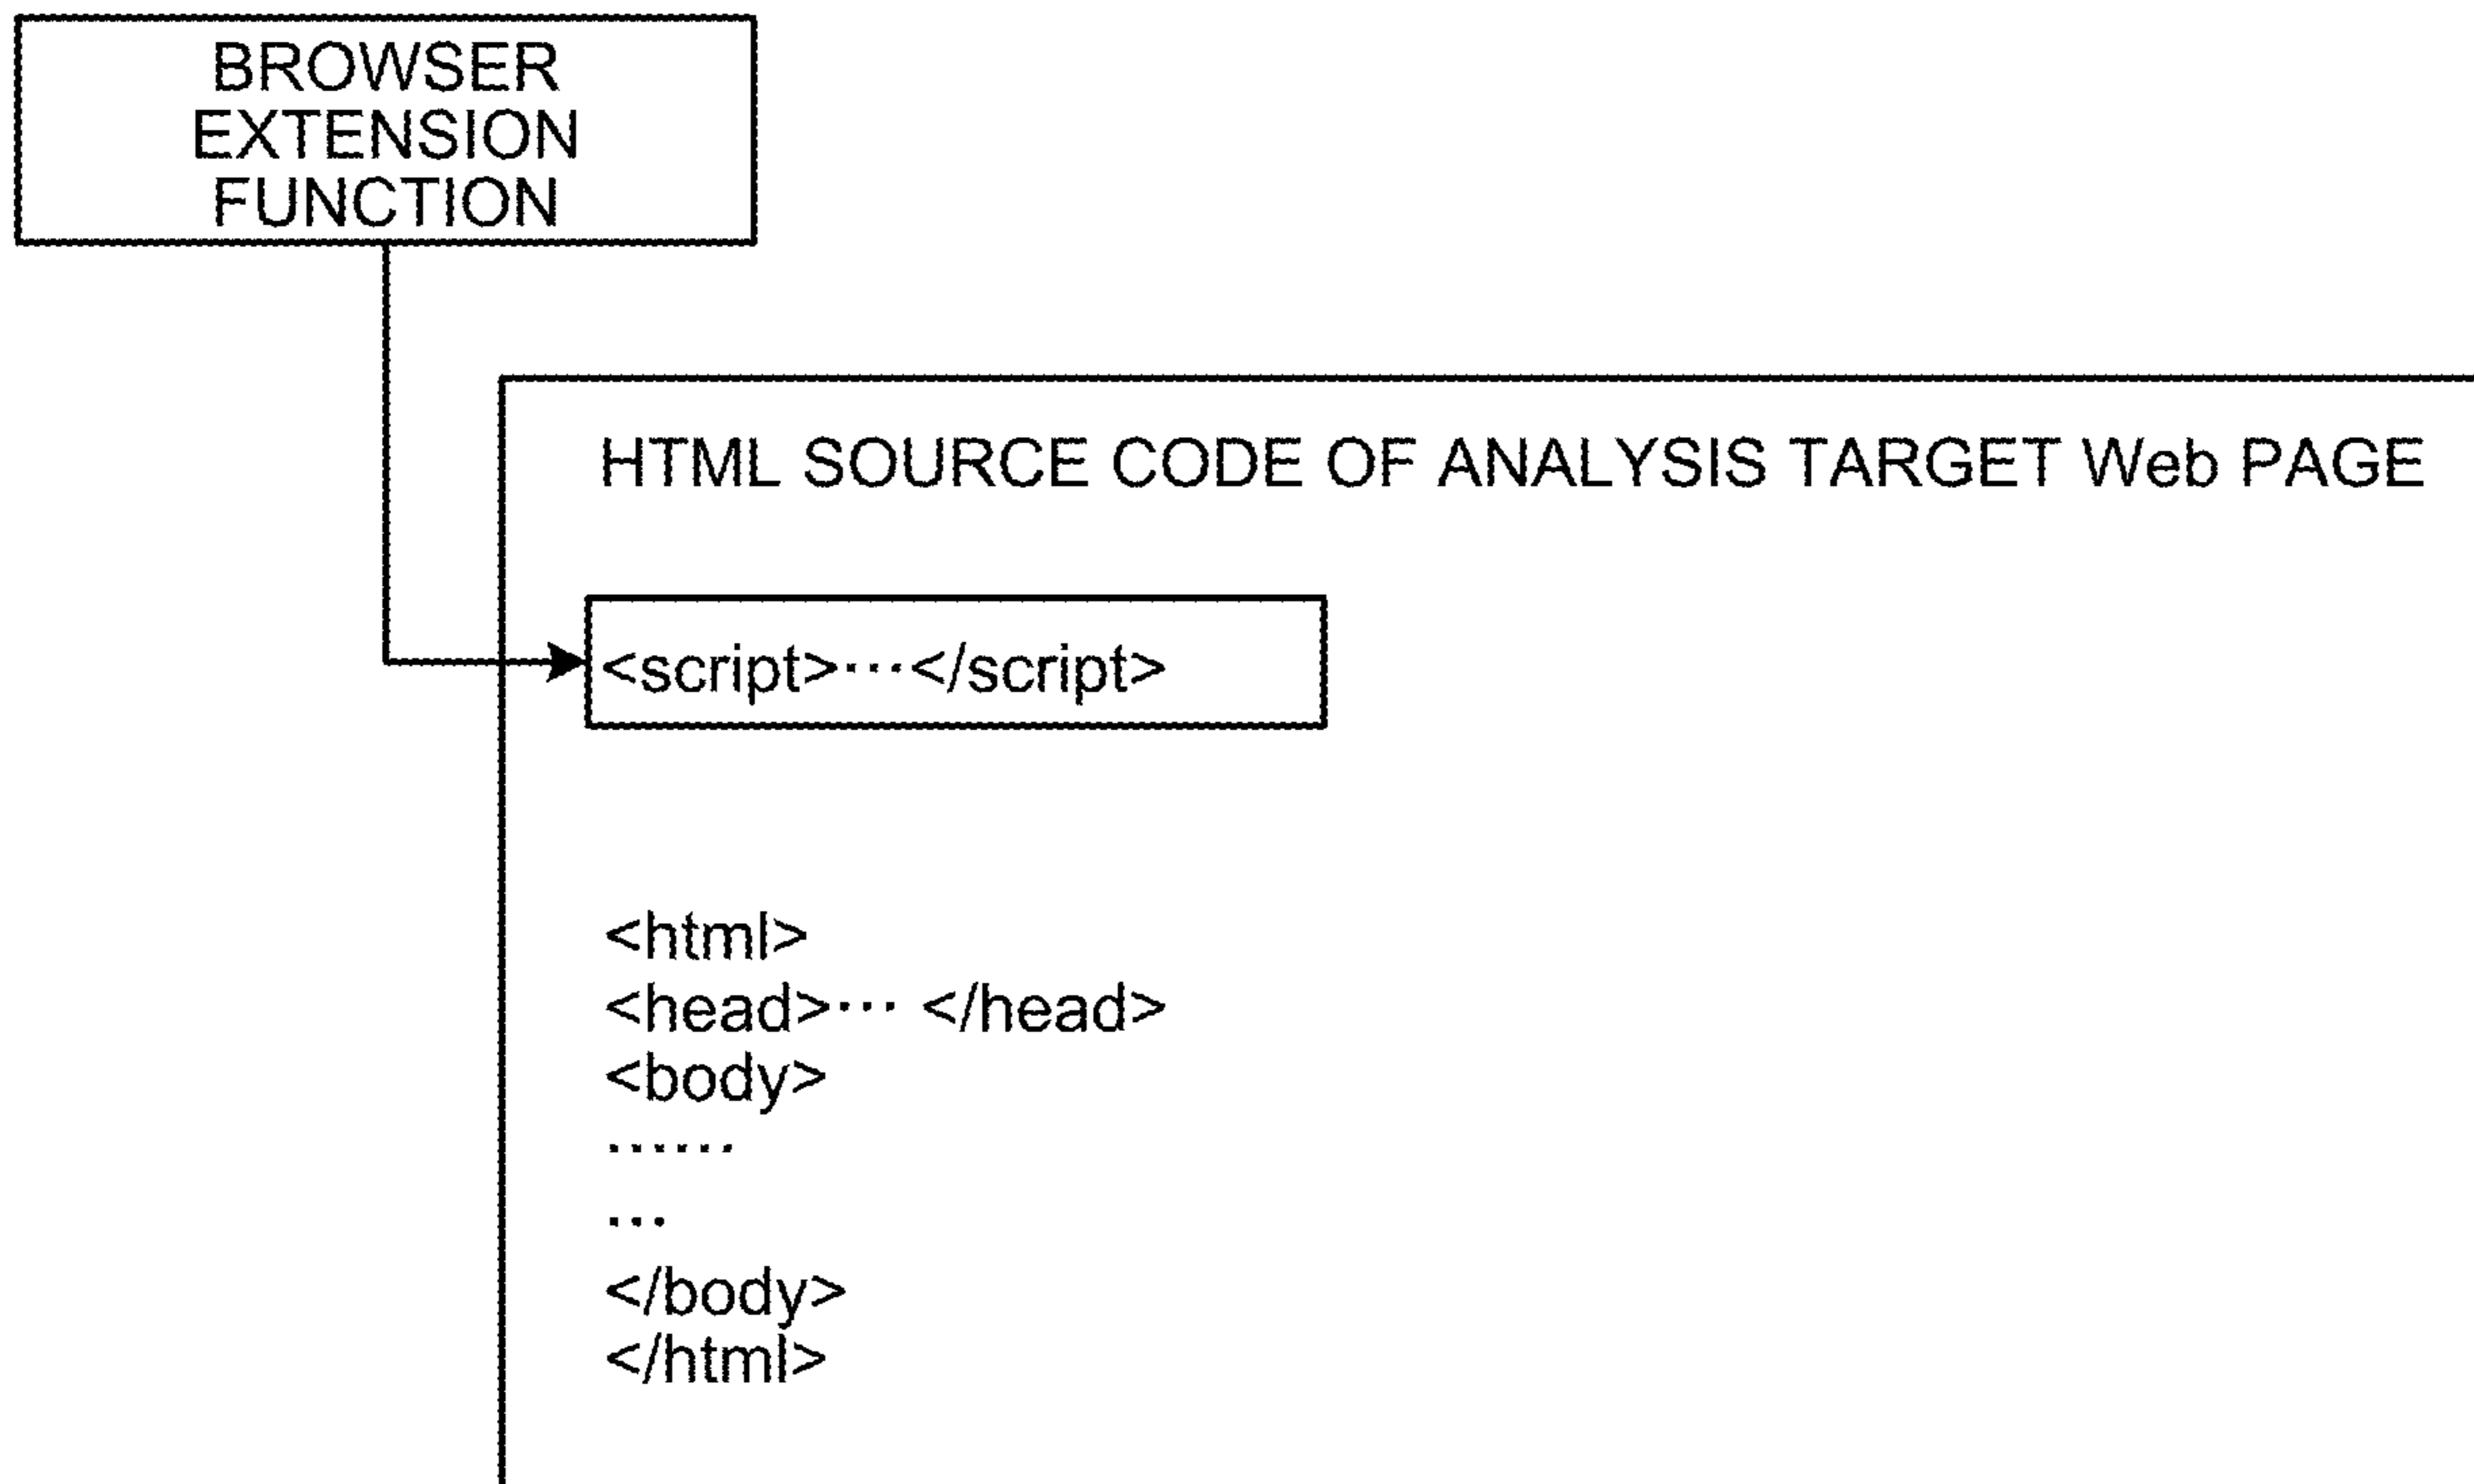 BROWSER
EXTENSION
FUNCTION
HTML SOURCE CODE OF ANALYSIS TARGET Web PAGE
<script>···</script>
<html>
<head>··· </head>
<body>
······
···
</body>
</html>